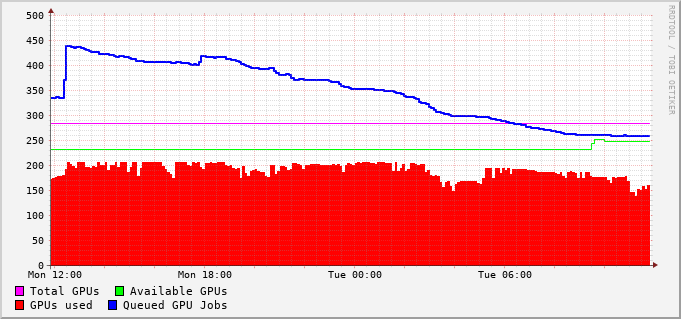 500
450
400
350
300
250
200
150
100
50
0
Mon 12:00 Mon 18:00 Tue 00:00 Tue 06:00
Total GPUs Available GPUs
GPUs used Queued GPU Jobs
RRDTOOL / TOBI OETIKER